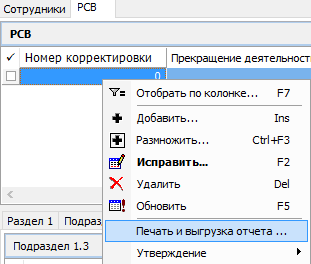 Сотрудники РСВ
РСВ
✓ Номер корректировки Прекращение деятельност
0
Отобрать по колонке... F7
Добавить... Ins
Размножить... Ctrl+F3
Исправить... F2
Удалить Del
Обновить F5
Печать и выгрузка отчета ...
Утверждение
Раздел 1 Подразд
Подраздел 1.3